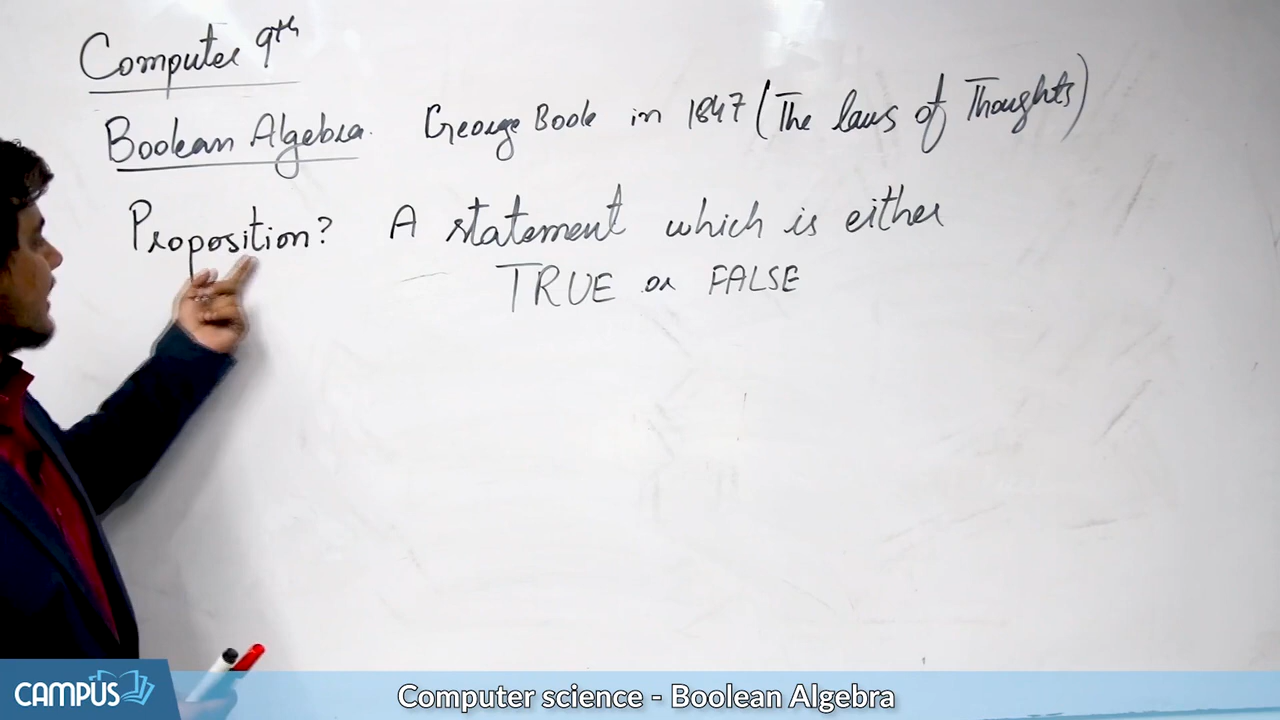 Computer 9th
Boolean Algebra. George Boole in 1847 (The laws of Thoughts)
Proposition? A statement which is either
TRUE or FALSE
CAMPUS
Computer science - Boolean Algebra